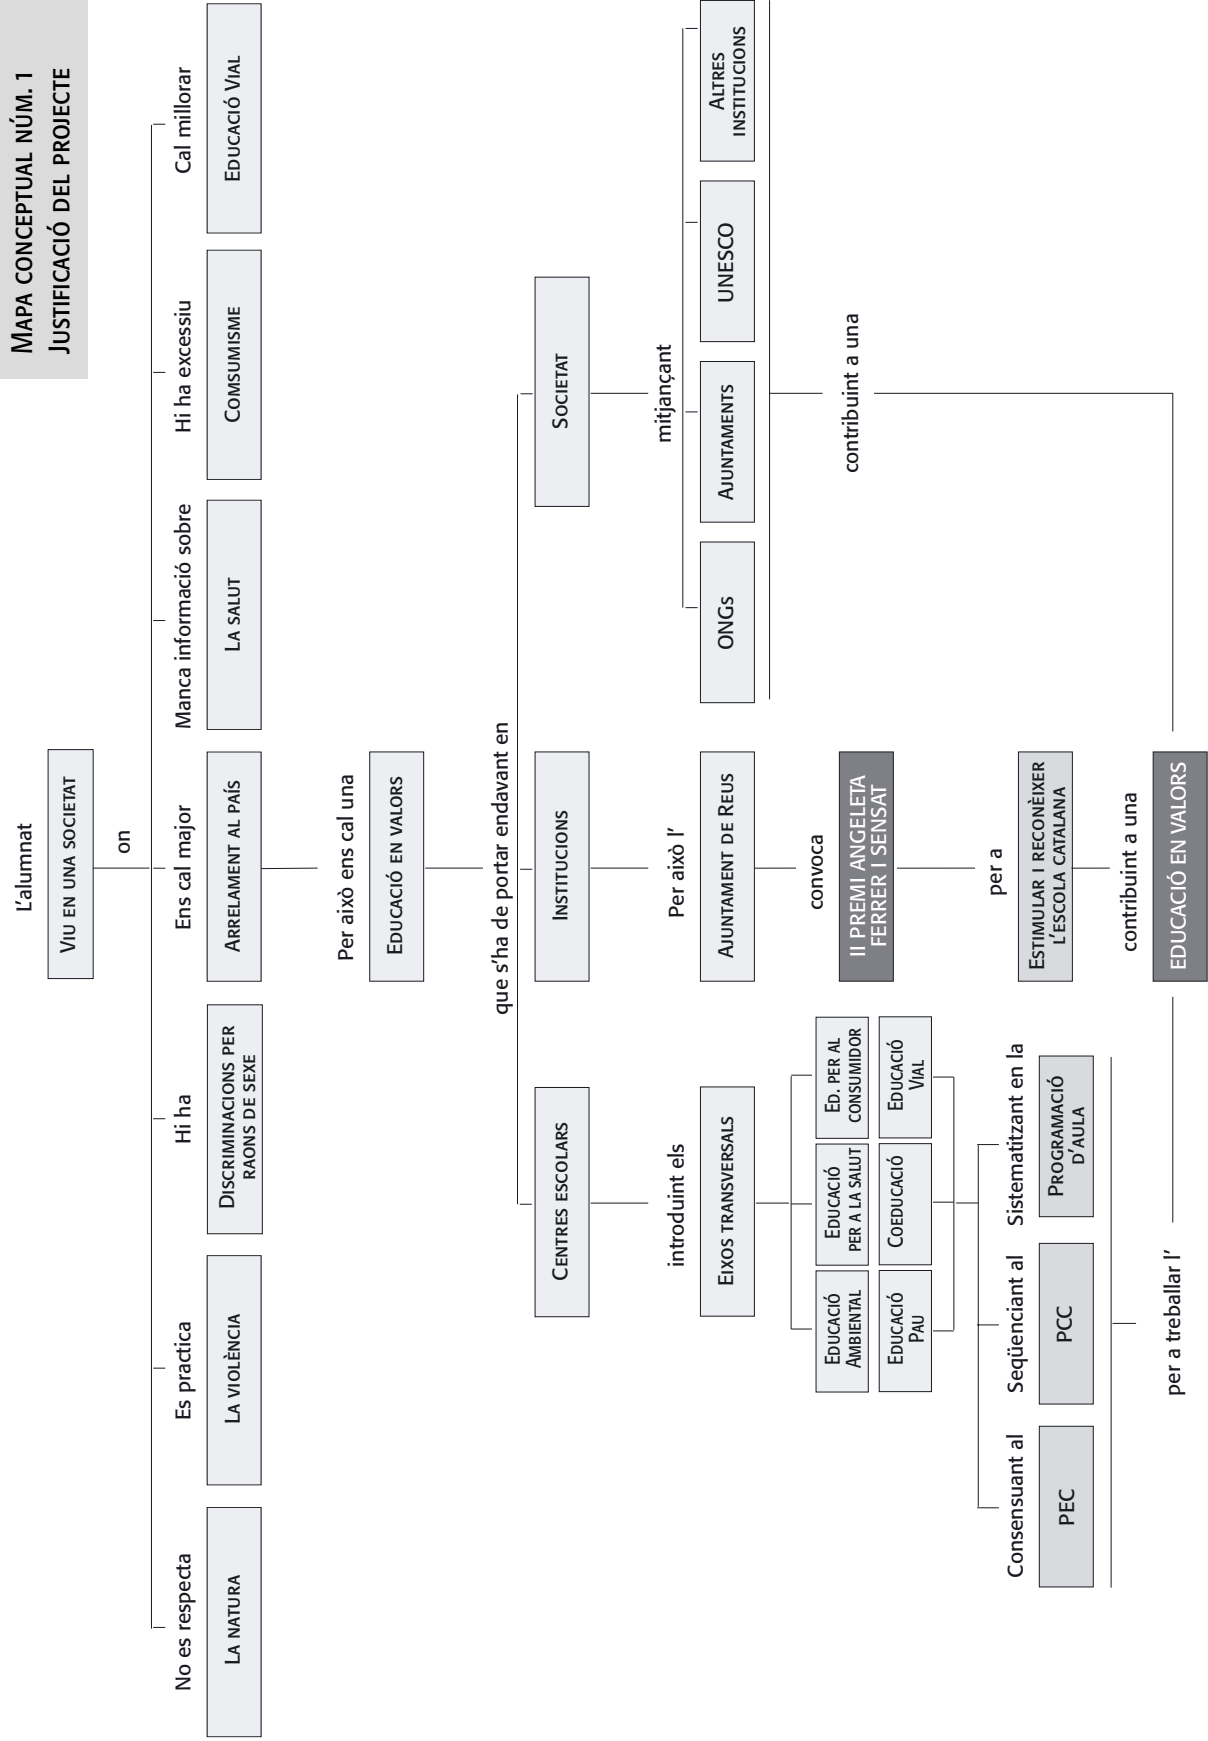 MAPA CONCEPTUAL NÚM. 1
JUSTIFICACIÓ DEL PROJECTE
L'alumnat
VIU EN UNA SOCIETAT
on
No es respecta
LA NATURA
Es practica
LA VIOLÈNCIA
Hi ha
DISCRIMINACIONS PER
RAONS DE SEXE
Ens cal major
ARRELAMENT AL PAÍS
Manca informació sobre
LA SALUT
Hi ha excessiu
COMSUMISME
Cal millorar
EDUCACIÓ VIAL
Per això ens cal una
EDUCACIÓ EN VALORS
que s'ha de portar endavant en
CENTRES ESCOLARS
INSTITUCIONS
SOCIETAT
introduint els
EIXOS TRANSVERSALS
EDUCACIÓ
AMBIENTAL
EDUCACIÓ
PER A LA SALUT
ED. PER AL
CONSUMIDOR
EDUCACIÓ
PAU
COEDUCACIÓ
EDUCACIÓ
VIAL
Consensuant al
PEC
Seqüenciant al
PCC
Sistematitzant en la
PROGRAMACIÓ
D'AULA
per a treballar l'
Per això l'
AJUNTAMENT DE REUS
convoca
II PREMI ANGELETA
FERRER I SENSAT
per a
ESTIMULAR I RECONÈIXER
L'ESCOLA CATALANA
contribuint a una
EDUCACIÓ EN VALORS
mitjançant
ONGs
AJUNTAMENTS
UNESCO
ALTRES
INSTITUCIONS
contribuint a una